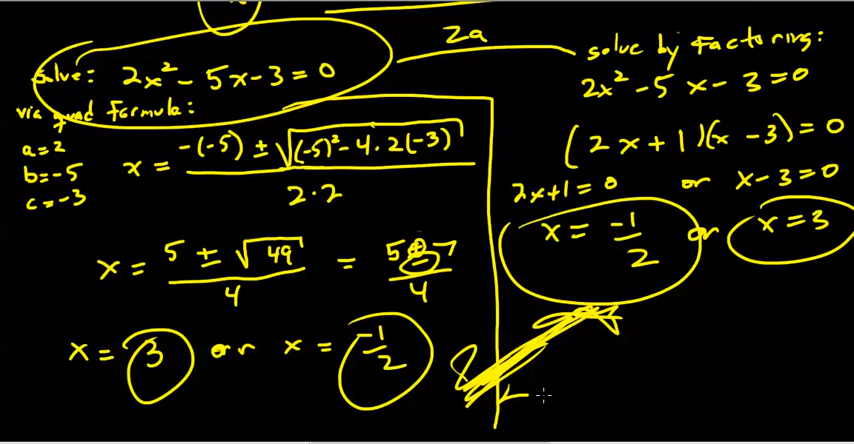 2a
solve: 2x² - 5x - 3 = 0
via quad formula:
a = 2
b = -5
c = -3
x = (-(-5) ± √((-5)² - 4 · 2(-3))) / (2 · 2)
x = (5 ± √49) / 4 = (5 ± 7) / 4
x = 3 or x = -1/2
solve by Factoring:
2x² - 5x - 3 = 0
(2x + 1)(x - 3) = 0
2x + 1 = 0 or x - 3 = 0
x = -1/2 or x = 3